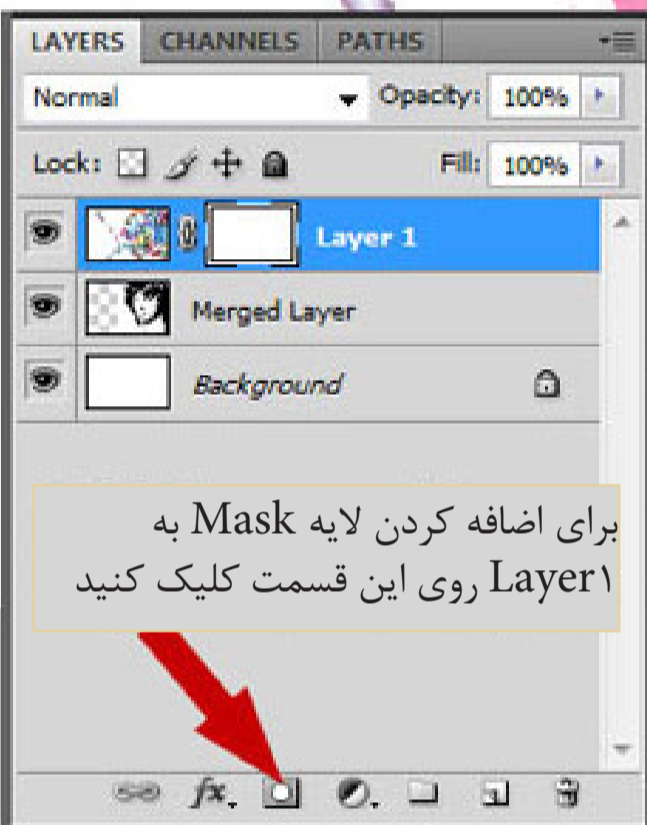 LAYERS CHANNELS PATHS
Normal Opacity: 100%
Lock: Fill: 100%
Layer 1
Merged Layer
Background
برای اضافه کردن لایه Mask به
Layer۱ روی این قسمت کلیک کنید
fx.